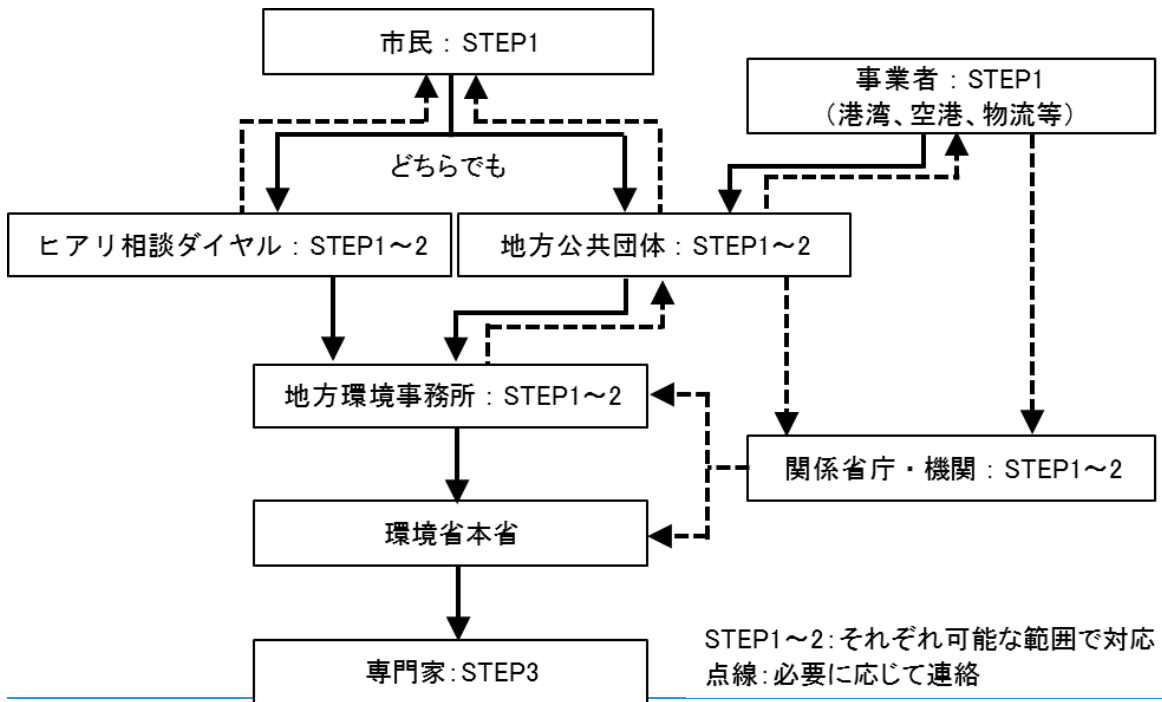 市民：STEP1
事業者：STEP1
（港湾、空港、物流等）
どちらでも
ヒアリ相談ダイヤル：STEP1～2
地方公共団体：STEP1～2
地方環境事務所：STEP1～2
関係省庁・機関：STEP1～2
環境省本省
専門家：STEP3
STEP1～2：それぞれ可能な範囲で対応
点線：必要に応じて連絡